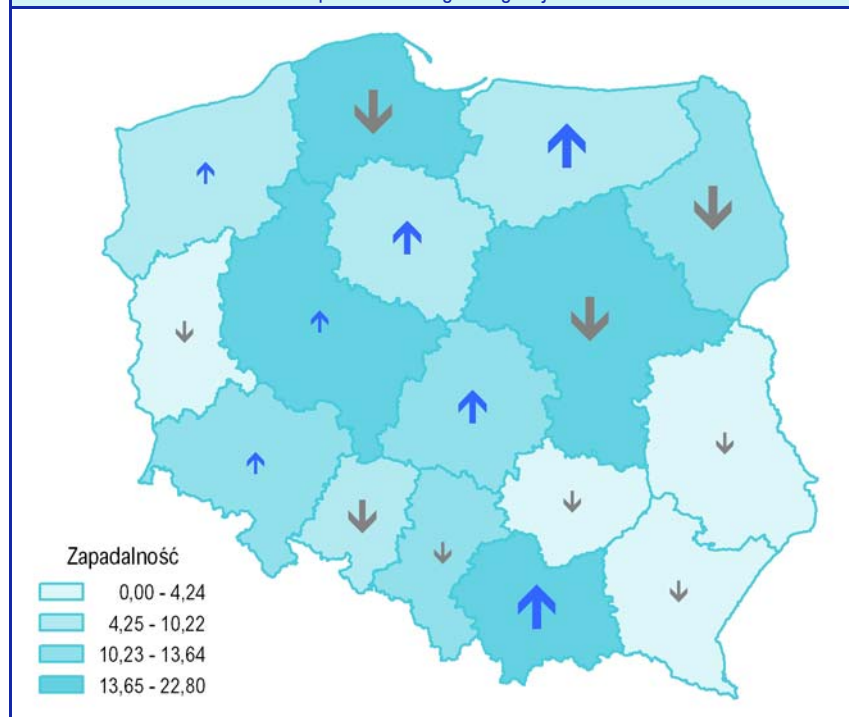 Zapadalność
0,00 - 4,24
4,25 - 10,22
10,23 - 13,64
13,65 - 22,80